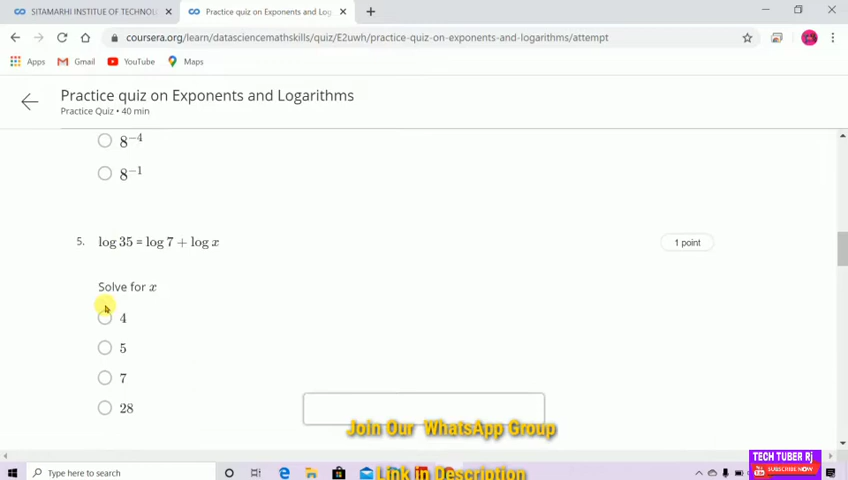 SITAMARHI INSTITUE OF TECHNOL
Practice quiz on Exponents and Log
coursera.org/learn/datasciencemathskills/quiz/E2uwh/practice-quiz-on-exponents-and-logarithms/attempt
Apps Gmail YouTube Maps
Practice quiz on Exponents and Logarithms
Practice Quiz • 40 min
8⁻⁴
8⁻¹
5. log 35 = log 7 + log x 1 point
Solve for x
4
5
7
28
Join Our WhatsApp Group
Link in Description
TECH TUBER Rj
SUBSCRIBE NOW
Type here to search